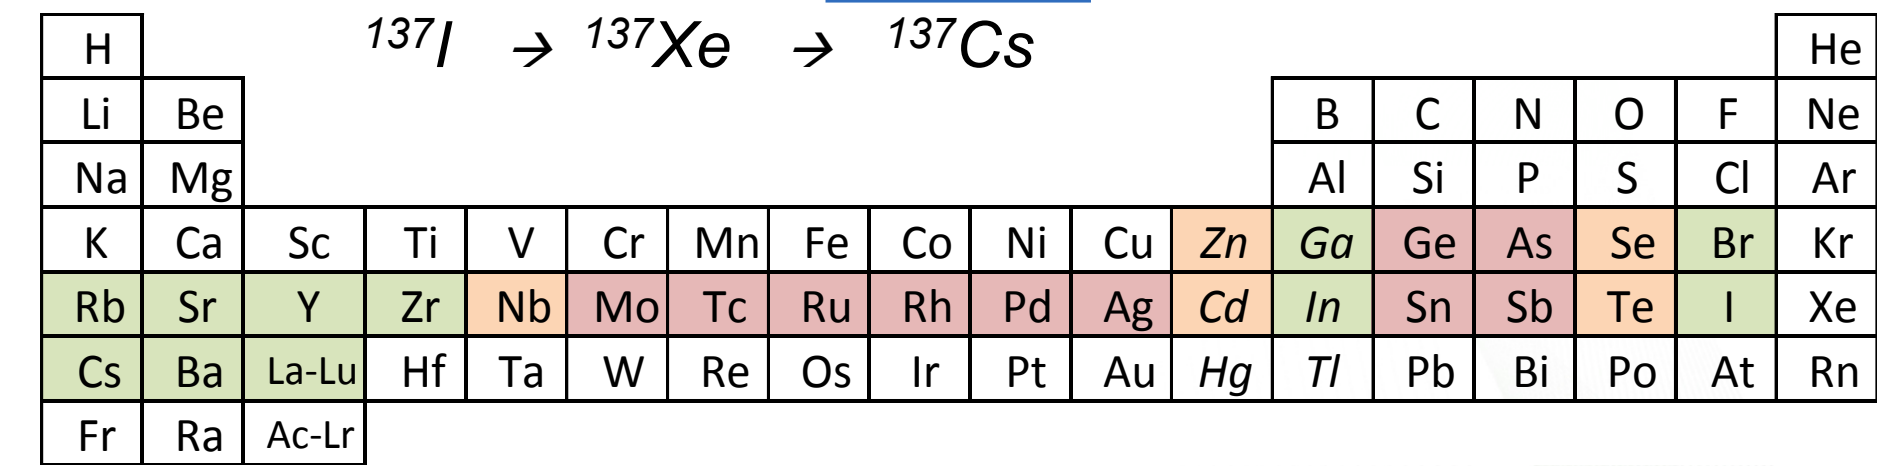 H ¹³⁷I → ¹³⁷Xe → ¹³⁷Cs He
Li Be B C N O F Ne
Na Mg Al Si P S Cl Ar
K Ca Sc Ti V Cr Mn Fe Co Ni Cu Zn Ga Ge As Se Br Kr
Rb Sr Y Zr Nb Mo Tc Ru Rh Pd Ag Cd In Sn Sb Te I Xe
Cs Ba La-Lu Hf Ta W Re Os Ir Pt Au Hg Tl Pb Bi Po At Rn
Fr Ra Ac-Lr